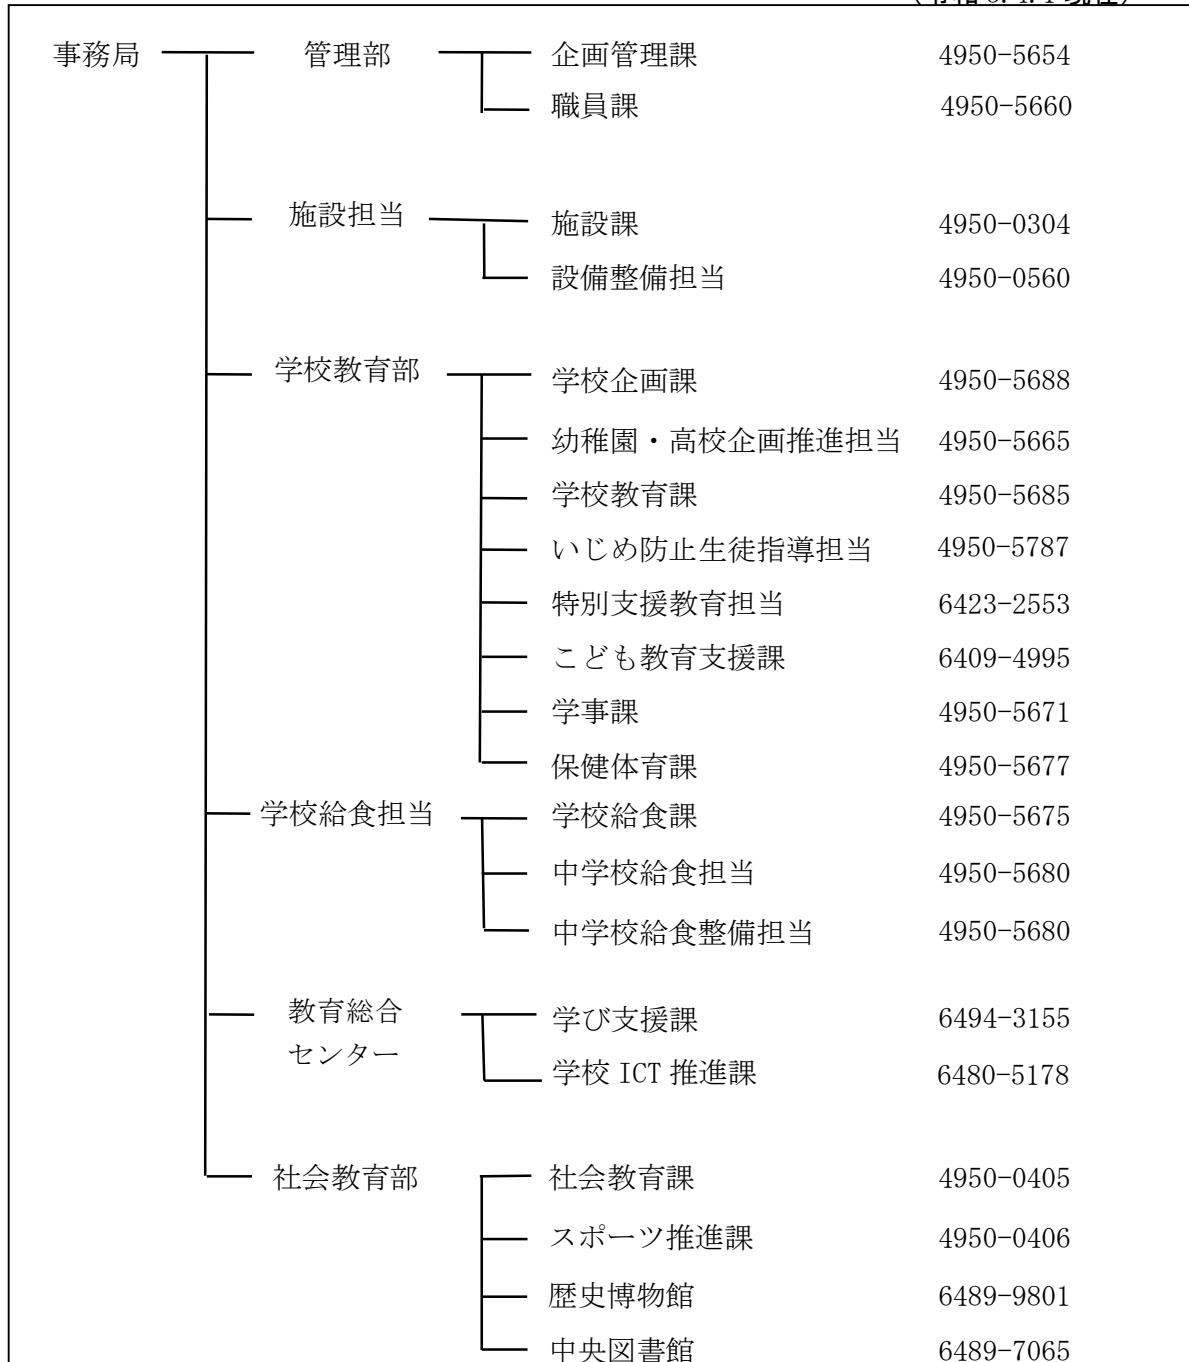 事務局 管理部 企画管理課 4950-5654
職員課 4950-5660
施設担当 施設課 4950-0304
設備整備担当 4950-0560
学校教育部 学校企画課 4950-5688
幼稚園・高校企画推進担当 4950-5665
学校教育課 4950-5685
いじめ防止生徒指導担当 4950-5787
特別支援教育担当 6423-2553
こども教育支援課 6409-4995
学事課 4950-5671
保健体育課 4950-5677
学校給食担当 学校給食課 4950-5675
中学校給食担当 4950-5680
中学校給食整備担当 4950-5680
教育総合
センター
学び支援課 6494-3155
学校 ICT 推進課 6480-5178
社会教育部 社会教育課 4950-0405
スポーツ推進課 4950-0406
歴史博物館 6489-9801
中央図書館 6489-7065